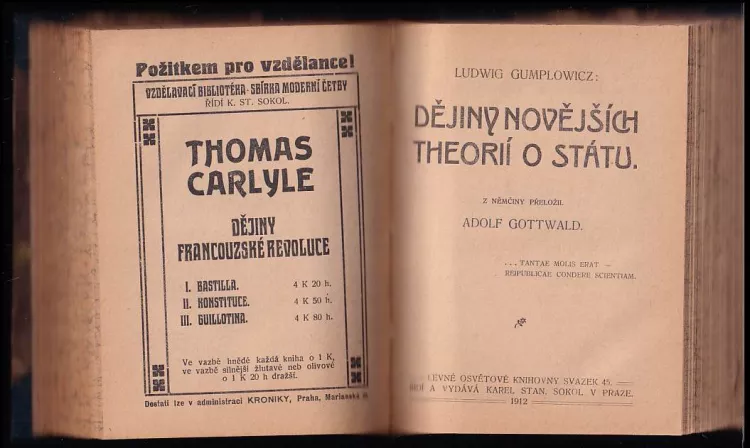 Požitkem pro vzdělance!
VZDĚLAVACÍ BIBLIOTÉKA - SBÍRKA MODERNÍ ČETBY
ŘÍDÍ K. ST. SOKOL.
THOMAS
CARLYLE
DĚJINY
FRANCOUZSKÉ REVOLUCE
I. BASTILLA. 4 K 20 h.
II. KONSTITUCE. 4 K 50 h.
III. GUILLOTINA. 4 K 80 h.
Ve vazbě hnědé každá kniha o 1 K,
ve vazbě silnější žlutavé neb olivové
o 1 K 20 h dražší.
Dostati lze v administraci KRONIKY, Praha, Marianská
LUDWIG GUMPLOWICZ:
DĚJINY NOVĚJŠÍCH
THEORIÍ O STÁTU.
Z NĚMČINY PŘELOŽIL
ADOLF GOTTWALD.
... TANTAE MOLIS ERAT —
REIPUBLICAE CONDERE SCIENTIAM.
LEVNÉ OSVĚTOVÉ KNIHOVNY SVAZEK 45.
A VYDÁVÁ KAREL STAN. SOKOL V PRAZE.
1912